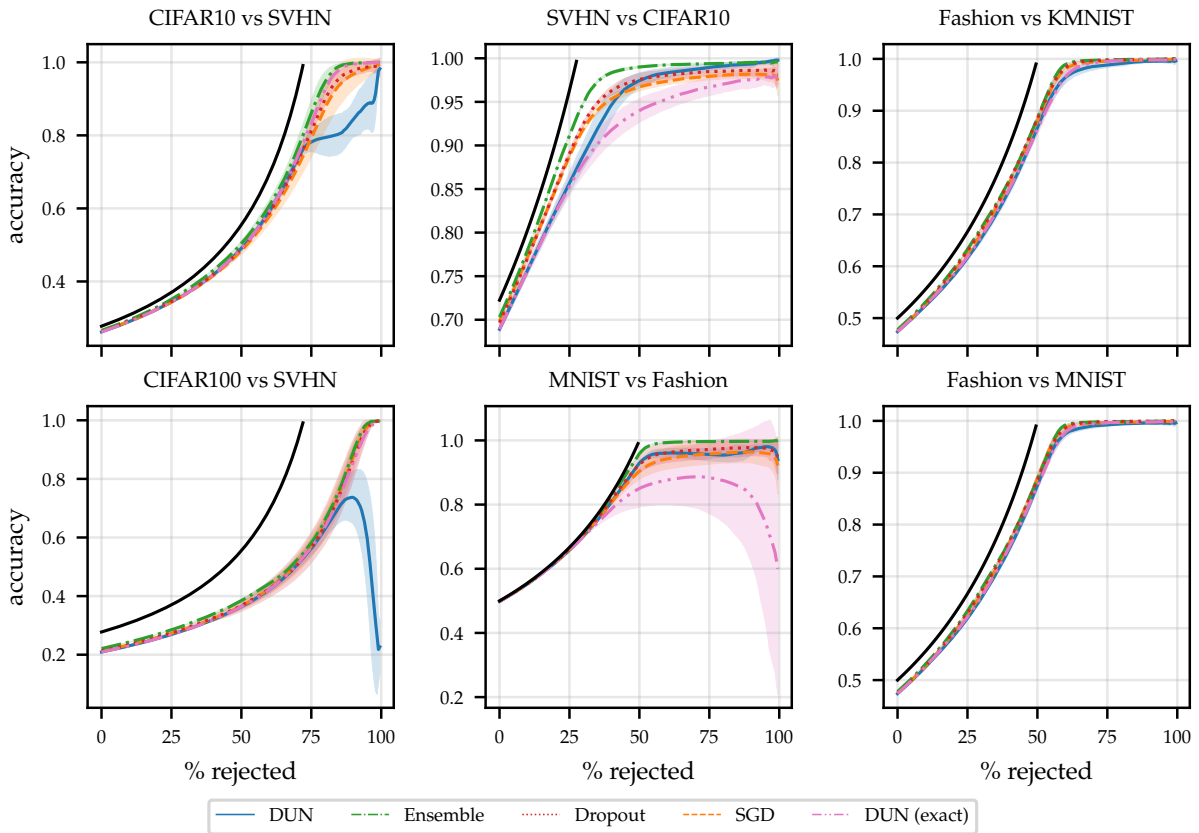 CIFAR10 vs SVHN
SVHN vs CIFAR10
Fashion vs KMNIST
accuracy
1.0
0.8
0.6
0.4
1.00
0.95
0.90
0.85
0.80
0.75
0.70
1.0
0.9
0.8
0.7
0.6
0.5
CIFAR100 vs SVHN
MNIST vs Fashion
Fashion vs MNIST
accuracy
1.0
0.8
0.6
0.4
0.2
1.0
0.8
0.6
0.4
0.2
1.0
0.9
0.8
0.7
0.6
0.5
0 25 50 75 100
0 25 50 75 100
0 25 50 75 100
% rejected
% rejected
% rejected
DUN Ensemble Dropout SGD DUN (exact)